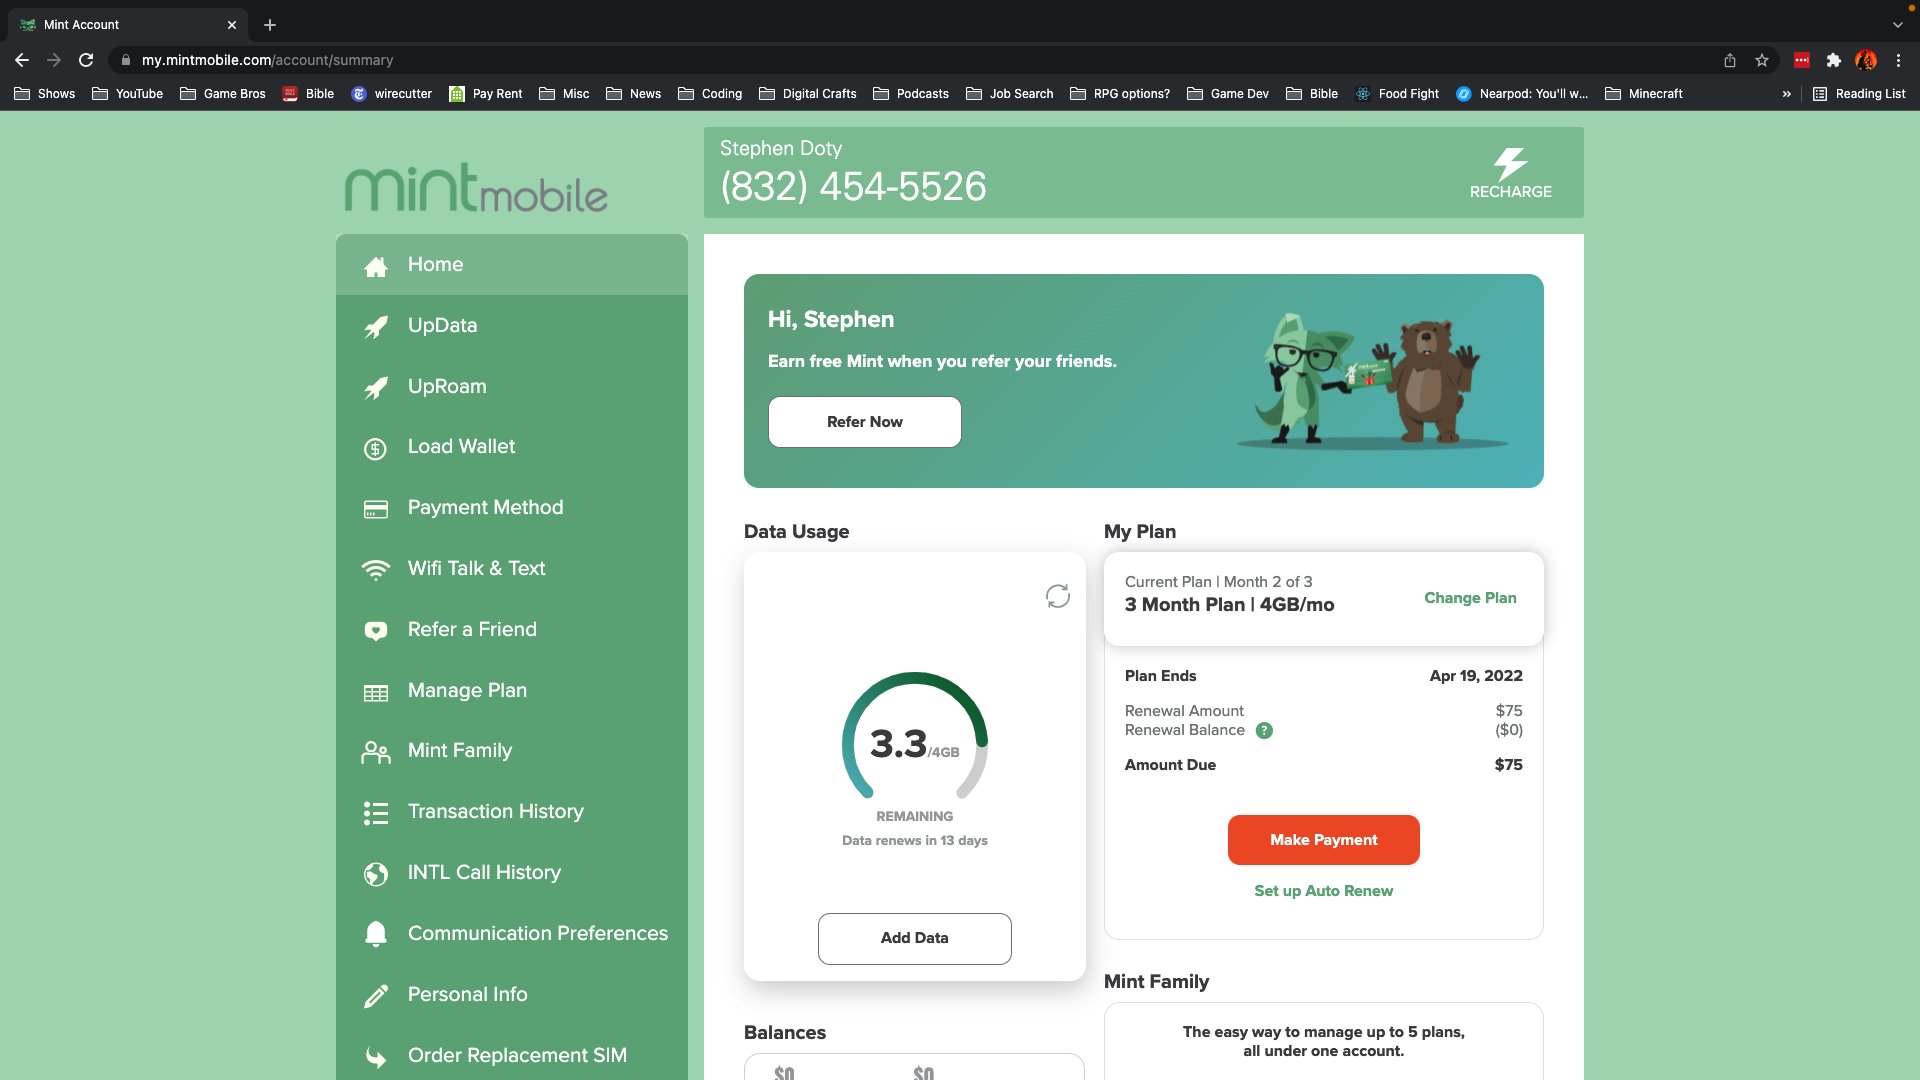 Mint Account
my.mintmobile.com/account/summary
Shows
YouTube
Game Bros
Bible
wirecutter
Pay Rent
Misc
News
Coding
Digital Crafts
Podcasts
Job Search
RPG options?
Game Dev
Bible
Food Fight
Nearpod: You'll w...
Minecraft
»
Reading List
mintmobile
Stephen Doty
(832) 454-5526
RECHARGE
Home
UpData
UpRoam
Load Wallet
Payment Method
Wifi Talk & Text
Refer a Friend
Manage Plan
Mint Family
Transaction History
INTL Call History
Communication Preferences
Personal Info
Order Replacement SIM
Hi, Stephen
Earn free Mint when you refer your friends.
Refer Now
Data Usage
3.3/4GB
REMAINING
Data renews in 13 days
Add Data
Balances
$0 $0
My Plan
Current Plan | Month 2 of 3
3 Month Plan | 4GB/mo
Change Plan
Plan Ends Apr 19, 2022
Renewal Amount $75
Renewal Balance ? ($0)
Amount Due $75
Make Payment
Set up Auto Renew
Mint Family
The easy way to manage up to 5 plans,
all under one account.